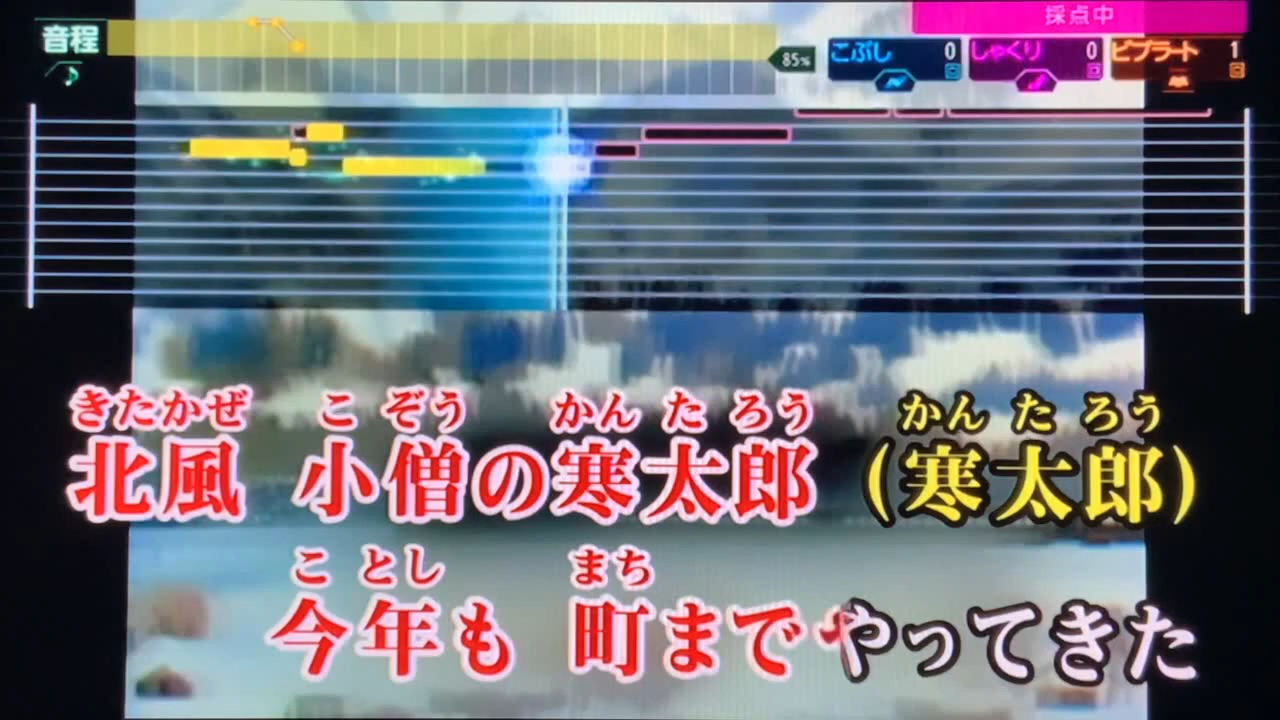 採点中
音程
85%
こぶし 0 しゃくり 0 ビブラート 1
きたかぜ こ ぞう かん た ろう かん た ろう
北風 小僧の寒太郎 (寒太郎)
こ とし まち
今年も 町までやってきた